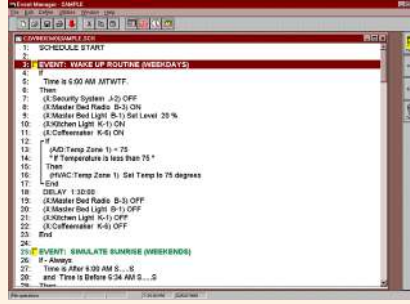 Event Manager - SAMPLE
File Edit Define Utilities Window Help
1: SCHEDULE START
2:
3: EVENT: WAKE UP ROUTINE (WEEKDAYS)
4: If
5: Time is 6:00 AM .MTWTF.
6: Then
7: (X:Security System J-2) OFF
8: (X:Master Bed Radio B-3) ON
9: (X:Master Bed Light B-1) Set Level 20 %
10: (X:Kitchen Light K-1) ON
11: (X:Coffeemaker K-6) ON
12: If
13: (A/D:Temp Zone 1) < 75
14: " If Temperature is less than 75 "
15: Then
16: (HVAC:Temp Zone 1) Set Temp to 75 degrees
17: End
18: DELAY 1:30:00
19: (X:Master Bed Radio B-3) OFF
20: (X:Master Bed Light B-1) OFF
21: (X:Kitchen Light K-1) OFF
22: (X:Coffeemaker K-6) OFF
23: End
24:
25: EVENT: SIMULATE SUNRISE (WEEKENDS)
26: If - Always
27: Time is After 6:00 AM S.....S
28: and Time is Before 6:34 AM S.....S
29: Then